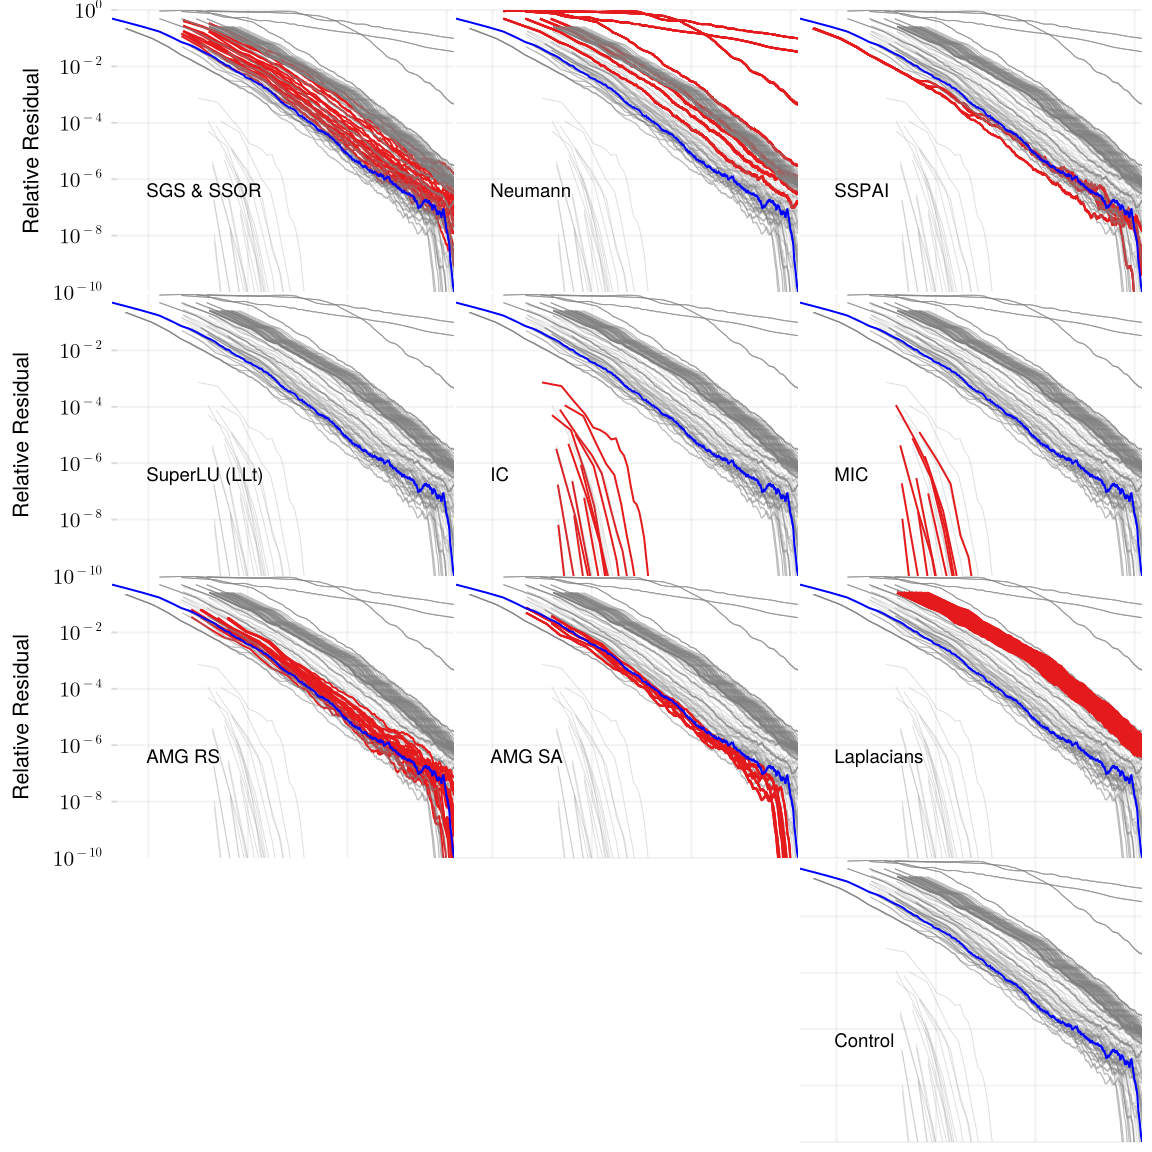 10^0
10^-2
10^-4
10^-6
10^-8
10^-10
Relative Residual
SGS & SSOR
Neumann
SSPAI
10^-2
10^-4
10^-6
10^-8
10^-10
Relative Residual
SuperLU (LLt)
IC
MIC
10^-2
10^-4
10^-6
10^-8
10^-10
Relative Residual
AMG RS
AMG SA
Laplacians
Control